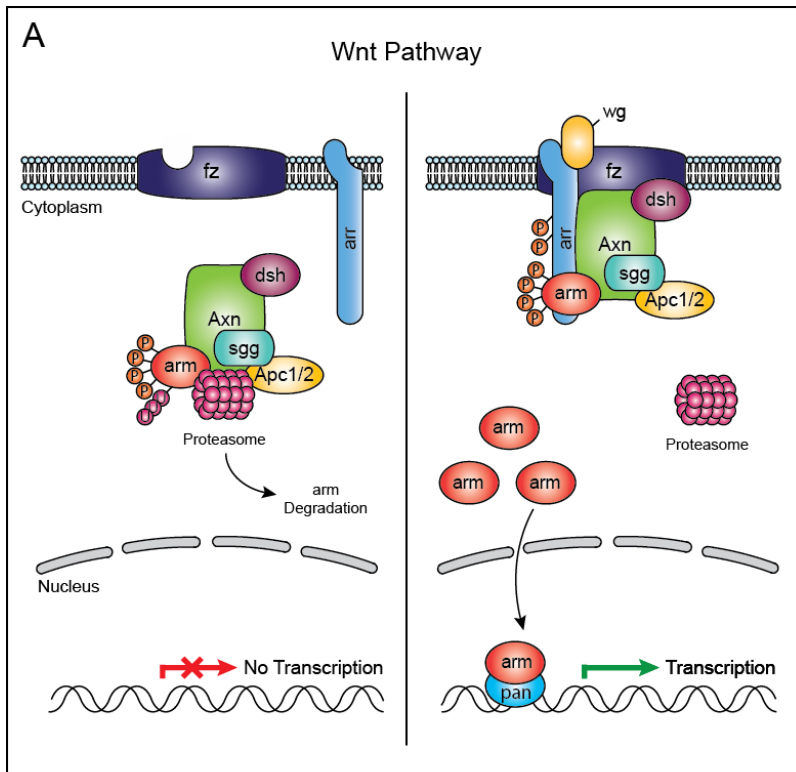 A
Wnt Pathway
fz
Cytoplasm
arr
dsh
Axn
sgg
P
P
P
P
arm
Apc1/2
U
U
U
Proteasome
arm
Degradation
Nucleus
No Transcription
wg
fz
dsh
P
P
arr
Axn
sgg
P
P
P
P
arm
Apc1/2
Proteasome
arm
arm
arm
arm
pan
Transcription